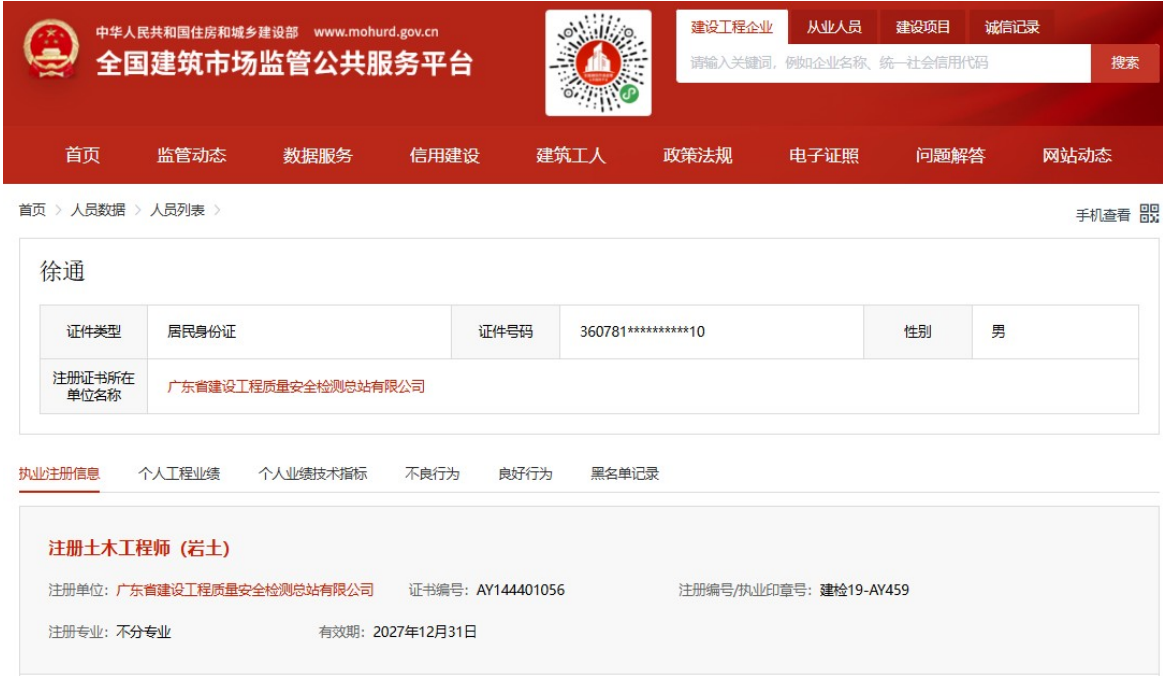 中华人民共和国住房和城乡建设部 www.mohurd.gov.cn
全国建筑市场监管公共服务平台
建设工程企业 从业人员 建设项目 诚信记录
请输入关键词，例如企业名称、统一社会信用代码 搜索
首页 监管动态 数据服务 信用建设 建筑工人 政策法规 电子证照 问题解答 网站动态
首页 > 人员数据 > 人员列表 >
手机查看
徐通
证件类型 居民身份证 证件号码 360781**********10 性别 男
注册证书所在
单位名称
广东省建设工程质量安全检测总站有限公司
执业注册信息 个人工程业绩 个人业绩技术指标 不良行为 良好行为 黑名单记录
注册土木工程师（岩土）
注册单位：广东省建设工程质量安全检测总站有限公司 证书编号：AY144401056 注册编号/执业印章号：建检19-AY459
注册专业：不分专业 有效期：2027年12月31日